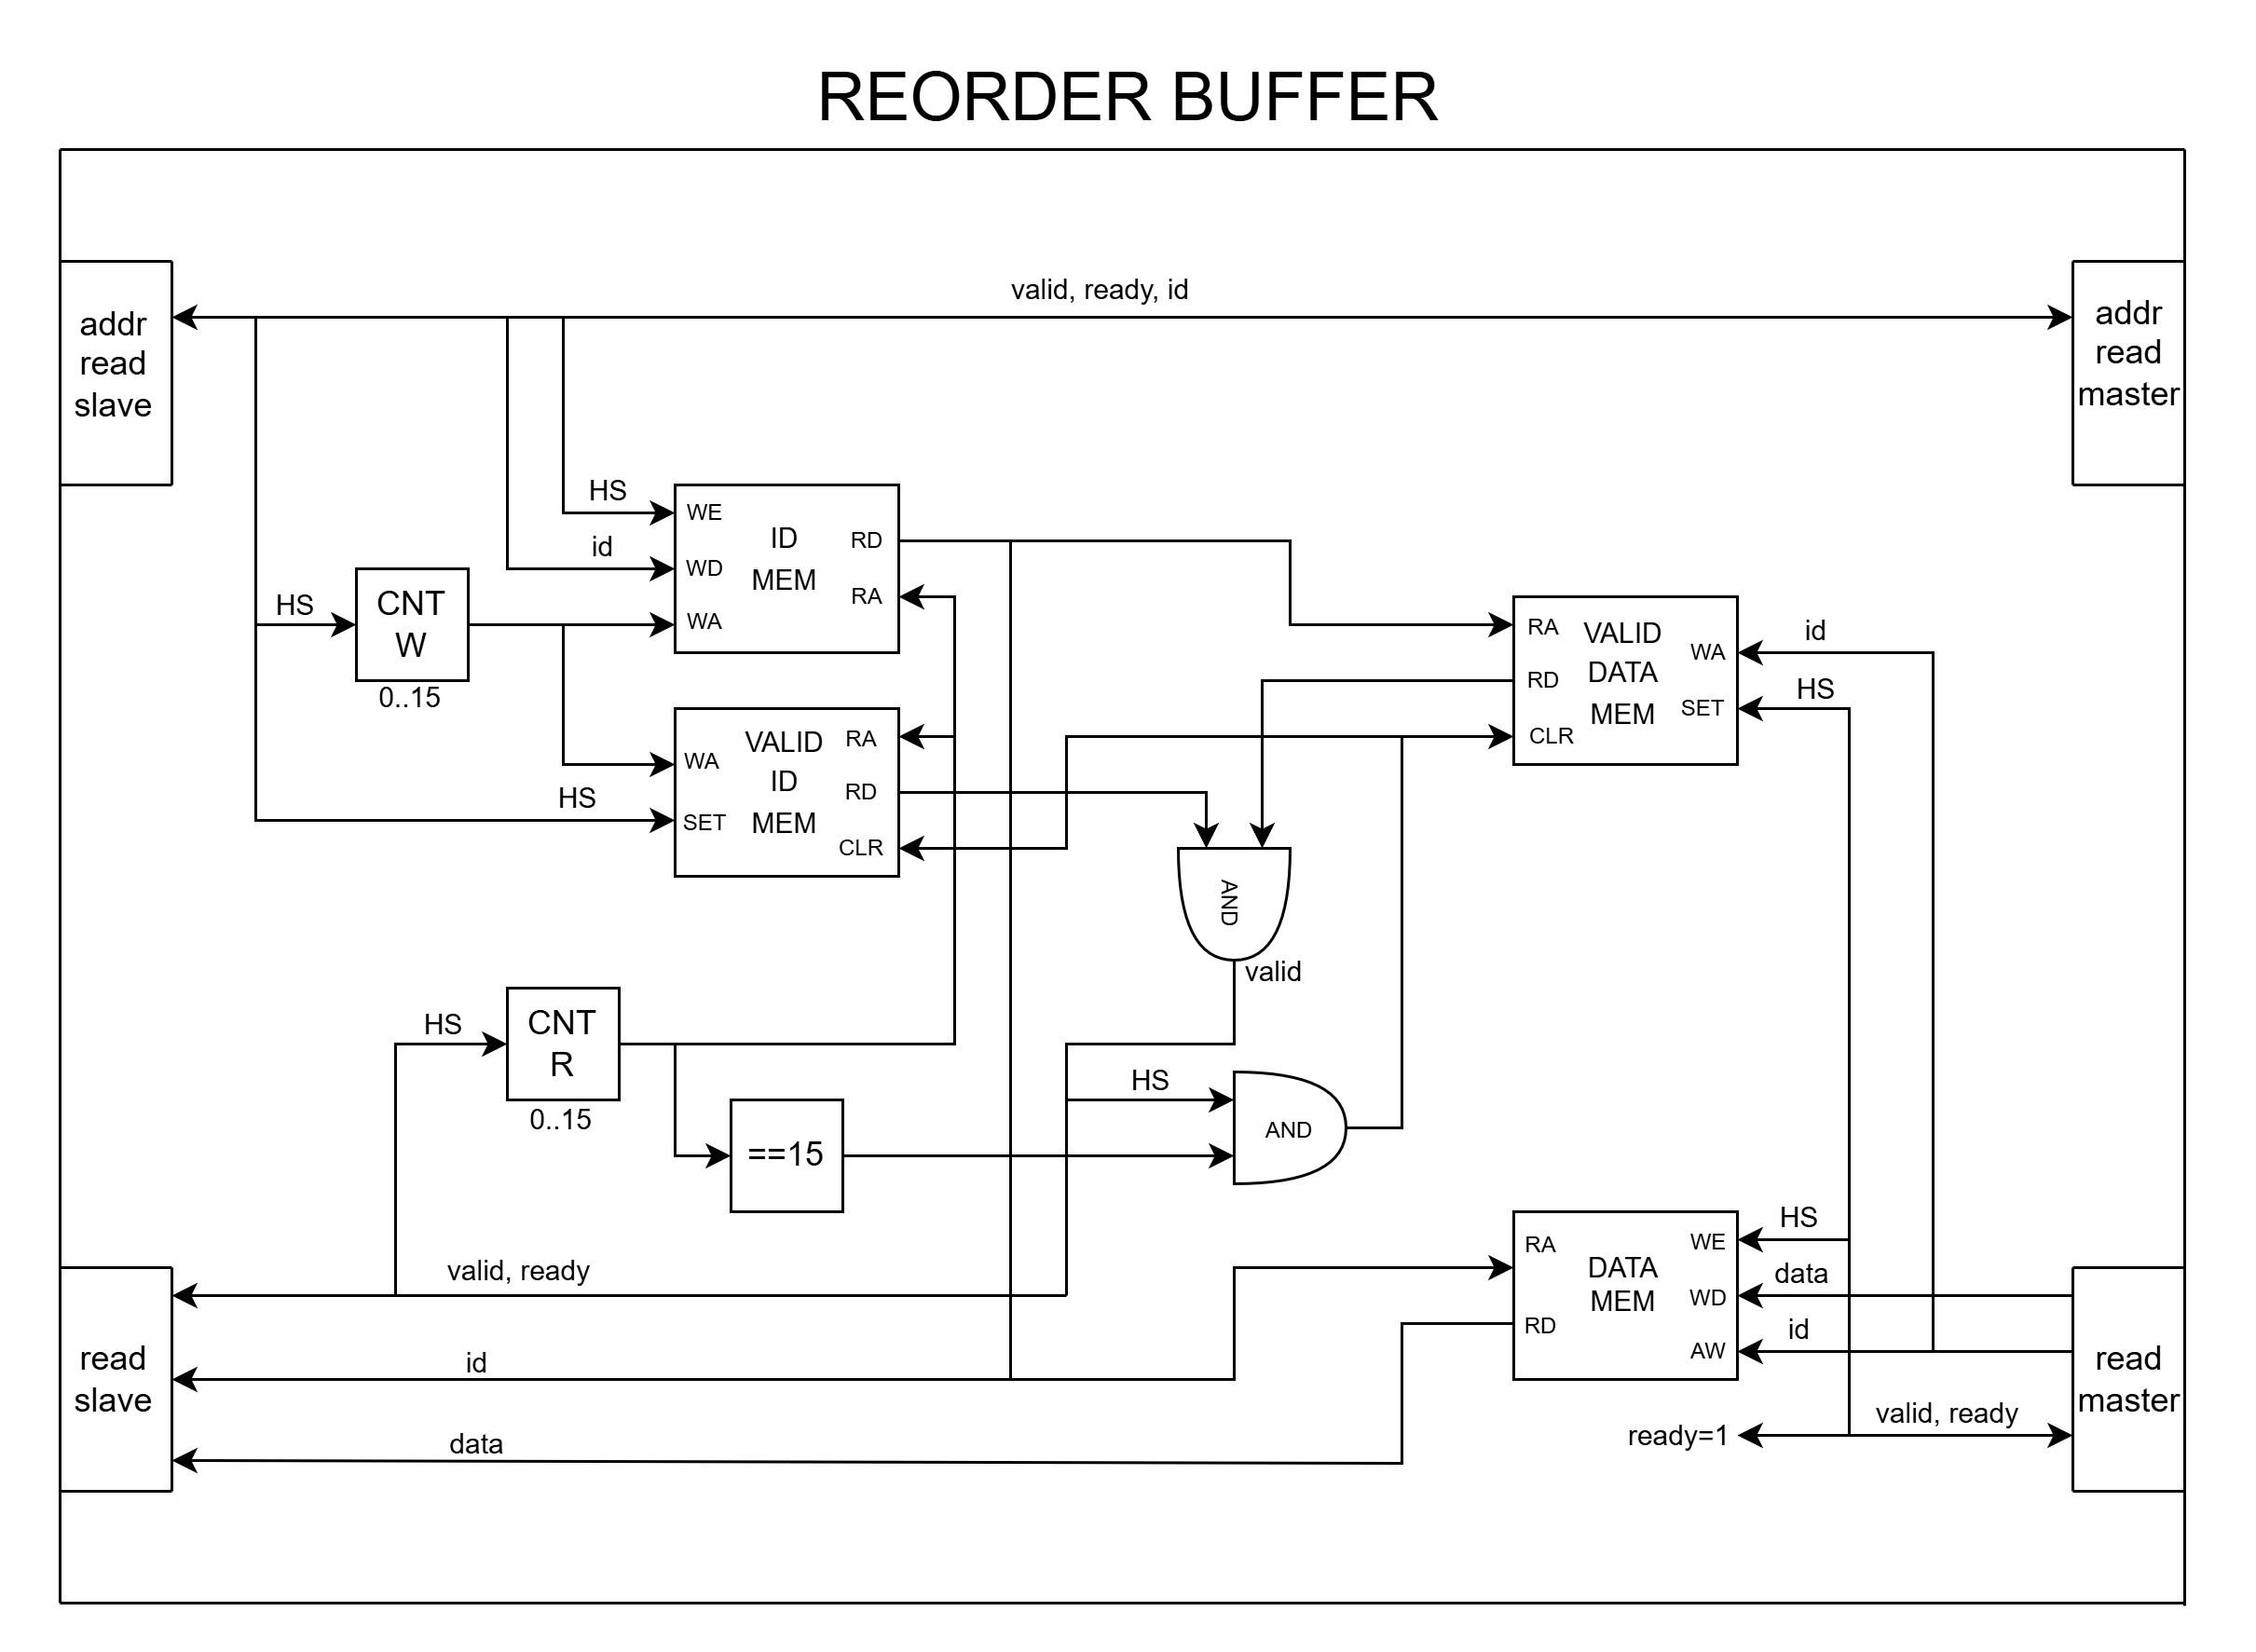 REORDER BUFFER
valid, ready, id
addr
read
slave
addr
read
master
HS
id
WE
WD
WA
ID
MEM
RD
RA
HS
CNT
W
0..15
HS
WA
SET
VALID
ID
MEM
RA
RD
CLR
RA
RD
CLR
VALID
DATA
MEM
WA
SET
id
HS
AND
valid
HS
CNT
R
0..15
HS
AND
==15
valid, ready
read
slave
id
data
RA
RD
DATA
MEM
WE
WD
AW
HS
data
id
ready=1
valid, ready
read
master